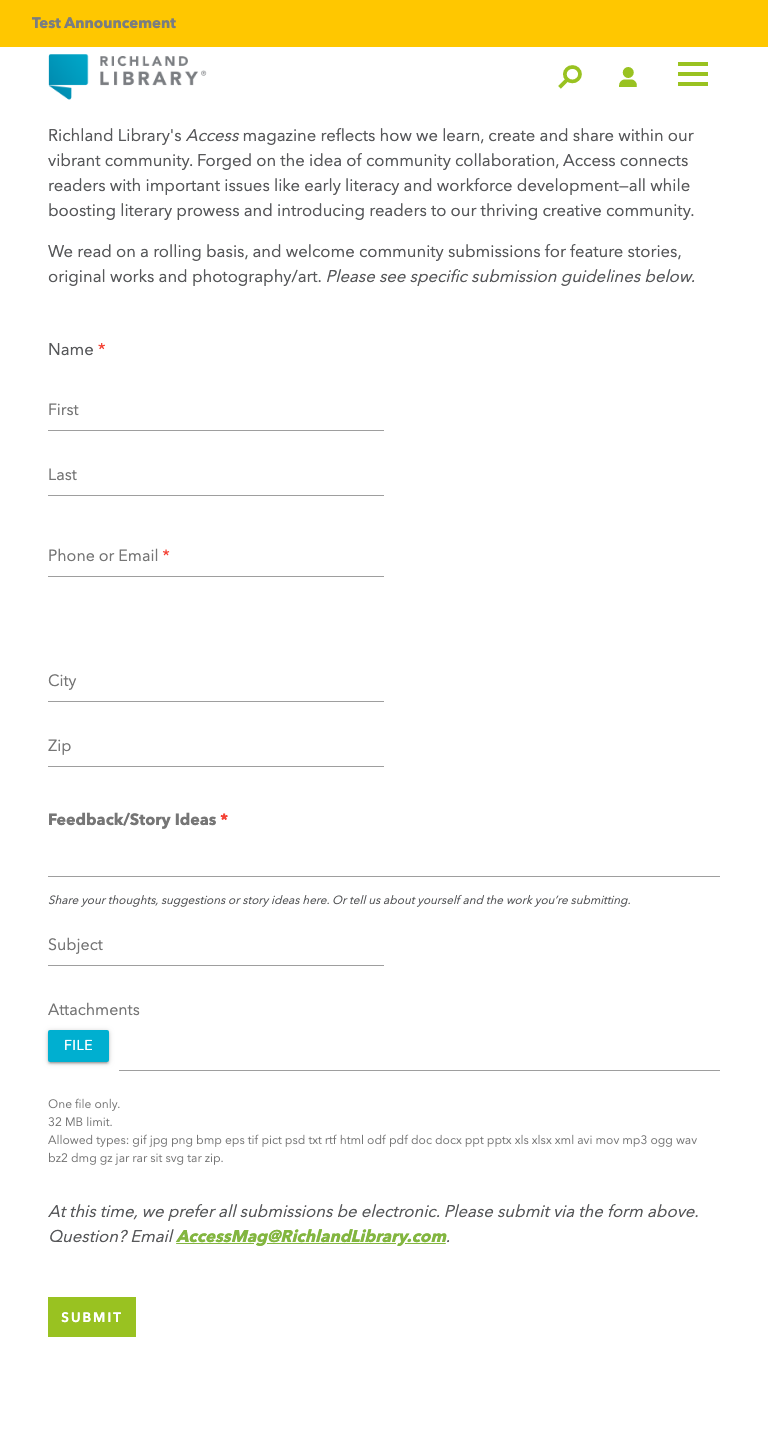 Test Announcement
RICHLAND
LIBRARY®
Richland Library's Access magazine reflects how we learn, create and share within our
vibrant community. Forged on the idea of community collaboration, Access connects
readers with important issues like early literacy and workforce development—all while
boosting literary prowess and introducing readers to our thriving creative community.
We read on a rolling basis, and welcome community submissions for feature stories,
original works and photography/art. Please see specific submission guidelines below.
Name *
First
Last
Phone or Email *
City
Zip
Feedback/Story Ideas *
Share your thoughts, suggestions or story ideas here. Or tell us about yourself and the work you’re submitting.
Subject
Attachments
FILE
One file only.
32 MB limit.
Allowed types: gif jpg png bmp eps tif pict psd txt rtf html odf pdf doc docx ppt pptx xls xlsx xml avi mov mp3 ogg wav
bz2 dmg gz jar rar sit svg tar zip.
At this time, we prefer all submissions be electronic. Please submit via the form above.
Question? Email AccessMag@RichlandLibrary.com.
SUBMIT